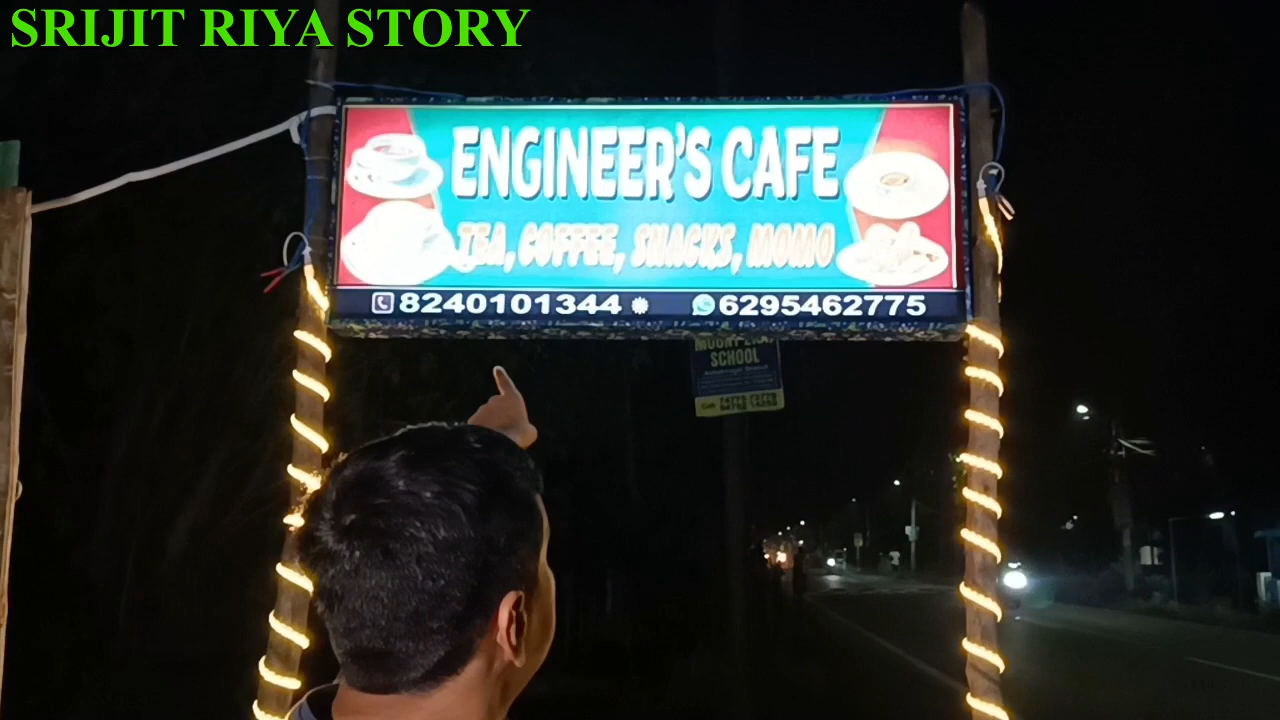 SRIJIT RIYA STORY
ENGINEER'S CAFE
TEA, COFFEE, SNACKS, MOMO
8240101344 6295462775
SCHOOL